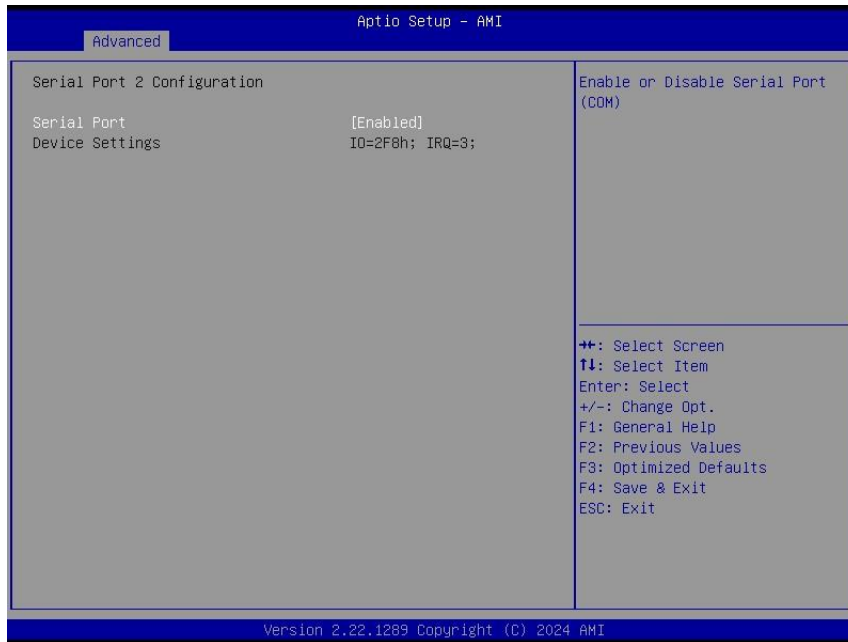 Aptio Setup - AMI
Advanced
Serial Port 2 Configuration
Serial Port [Enabled]
Device Settings IO=2F8h; IRQ=3;
Enable or Disable Serial Port
(COM)
→←: Select Screen
↑↓: Select Item
Enter: Select
+/-: Change Opt.
F1: General Help
F2: Previous Values
F3: Optimized Defaults
F4: Save & Exit
ESC: Exit
Version 2.22.1289 Copyright (C) 2024 AMI